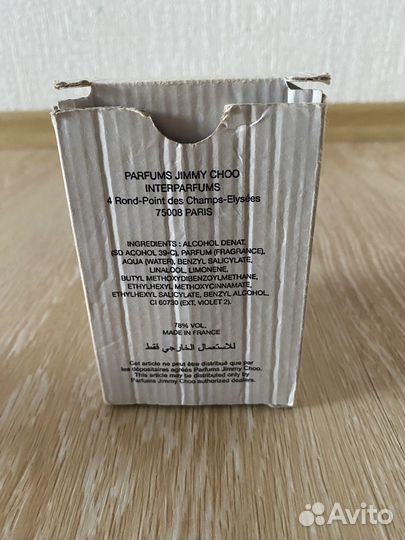 PARFUMS JIMMY CHOO
INTERPARFUMS
4 Rond-Point des Champs-Elysées
75008 PARIS
INGREDIENTS : ALCOHOL DENAT.
(SD ACOHOL 39-C), PARFUM (FRAGRANCE),
AQUA (WATER), BENZYL SALICYLATE,
LINALOOL, LIMONENE,
BUTYL METHOXYDIBENZOYLMETHANE,
ETHYLHEXYL METHOXYCINNAMATE,
ETHYLHEXYL SALICYLATE, BENZYL ALCOHOL,
CI 60730 (EXT. VIOLET 2).
78% VOL.
MADE IN FRANCE
للاستعمال الخارجي فقط
Cet article ne peut être distribué que par
les dépositaires agréés Parfums Jimmy Choo.
This article may be distributed only by
Parfums Jimmy Choo authorized dealers.
Avito